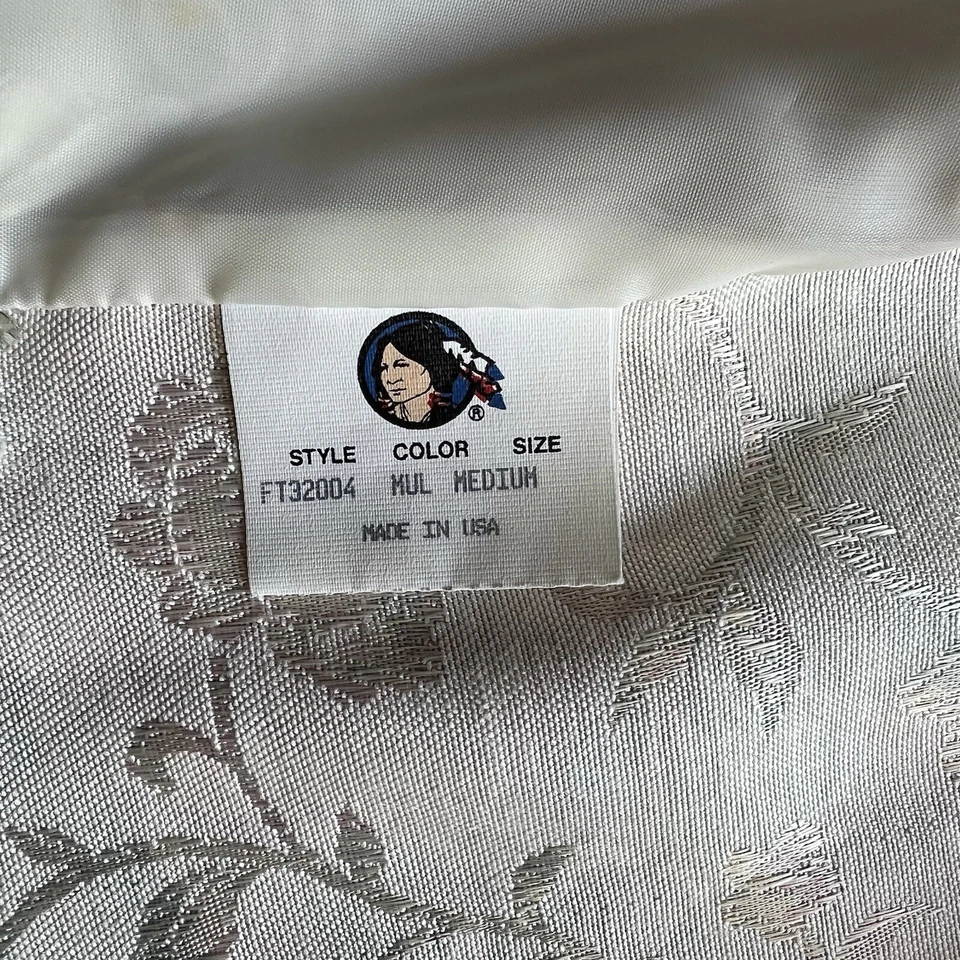 ®
STYLE COLOR SIZE
FT32004 MUL MEDIUM
MADE IN USA